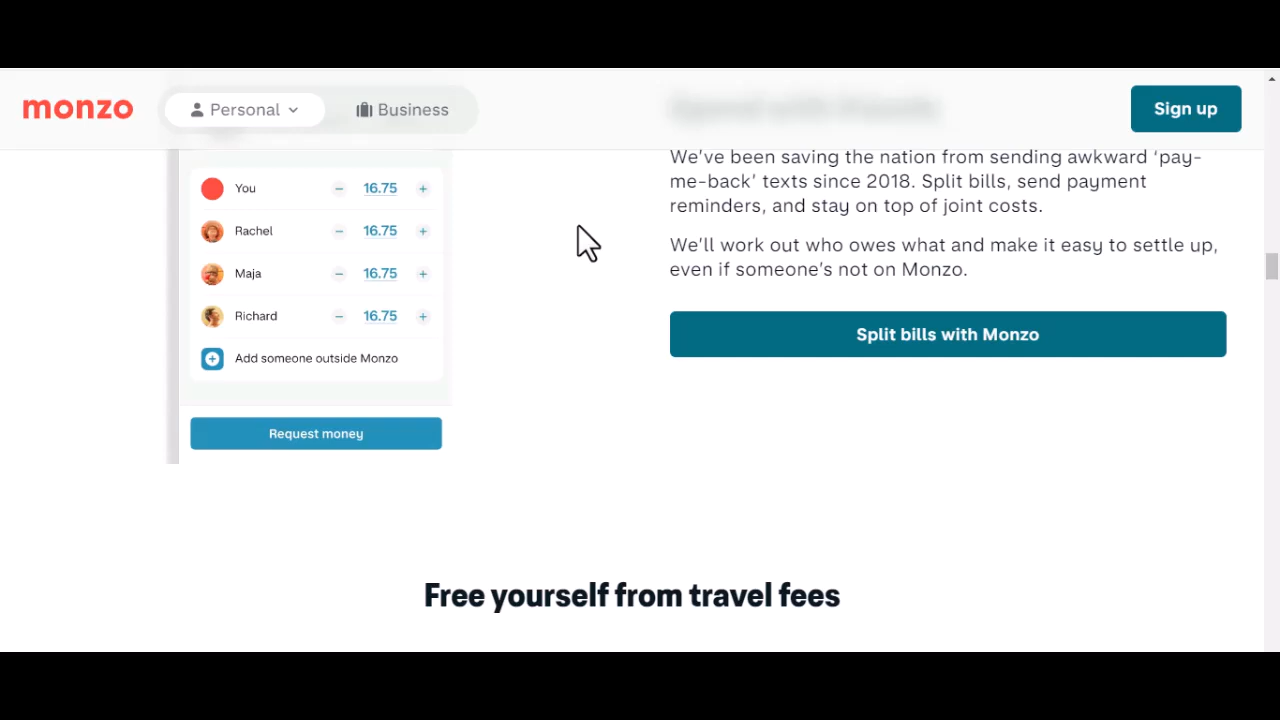 monzo
Personal
Business
Sign up
You
16.75
Rachel
16.75
Maja
16.75
Richard
16.75
Add someone outside Monzo
Request money
We’ve been saving the nation from sending awkward ‘pay-
me-back’ texts since 2018. Split bills, send payment
reminders, and stay on top of joint costs.
We’ll work out who owes what and make it easy to settle up,
even if someone’s not on Monzo.
Split bills with Monzo
Free yourself from travel fees